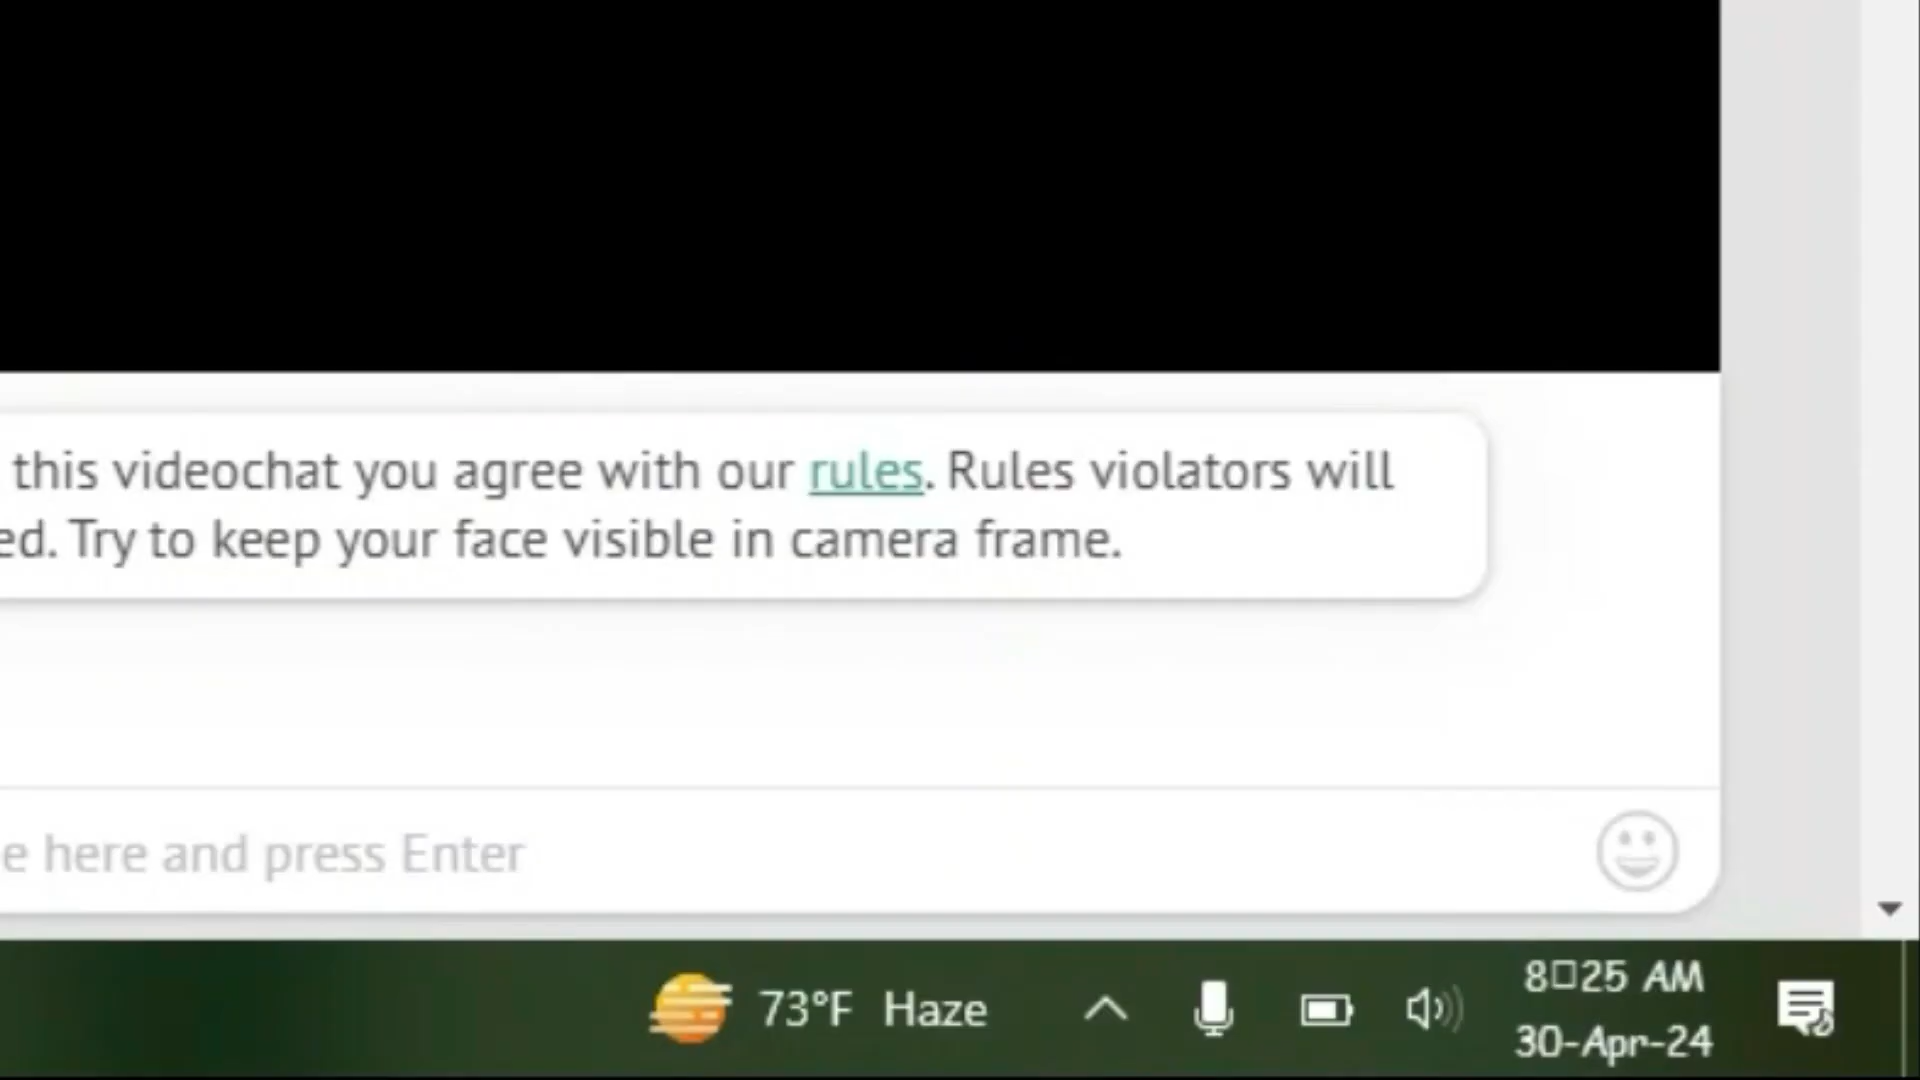 this videochat you agree with our rules. Rules violators will
ed. Try to keep your face visible in camera frame.
e here and press Enter
73°F Haze
8□25 AM
30-Apr-24